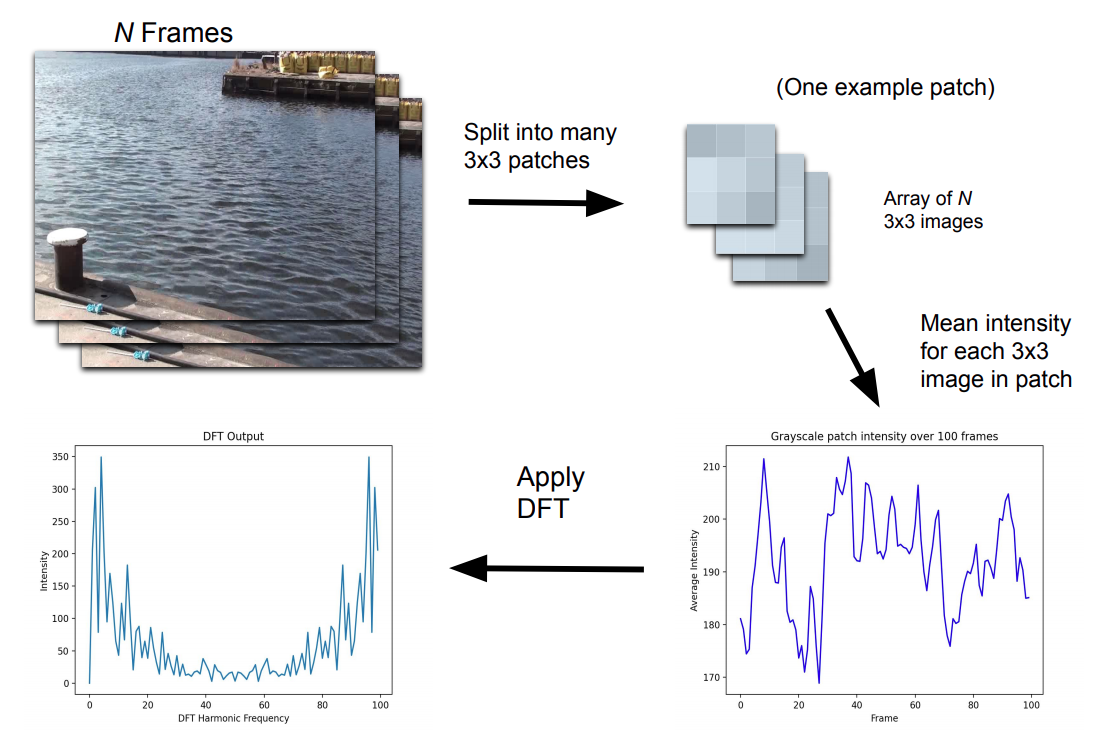 N Frames
(One example patch)
Split into many
3x3 patches
Array of N
3x3 images
Mean intensity
for each 3x3
image in patch
Grayscale patch intensity over 100 frames
210
200
190
180
170
Average Intensity
0 20 40 60 80 100
Frame
Apply
DFT
DFT Output
350
300
250
200
150
100
50
0
Intensity
0 20 40 60 80 100
DFT Harmonic Frequency